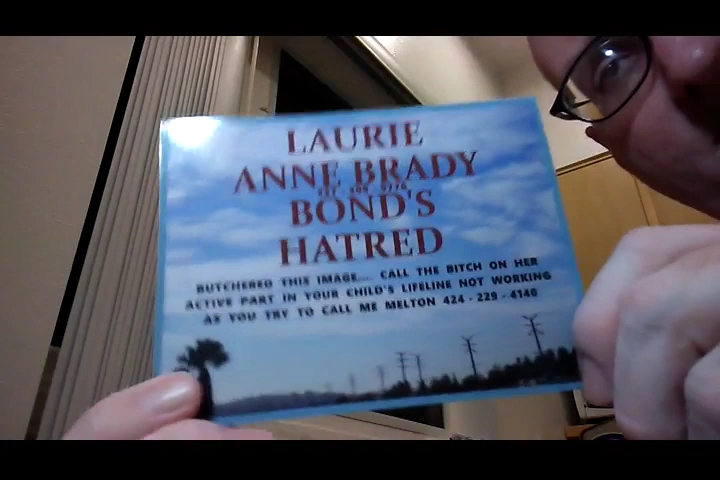 LAURIE
ANNE BRADY
BOND'S
HATRED
BUTCHERED THIS IMAGE.... CALL THE BITCH ON HER
ACTIVE PART IN YOUR CHILD'S LIFELINE NOT WORKING
AS YOU TRY TO CALL ME MELTON 424 - 229 - 4140